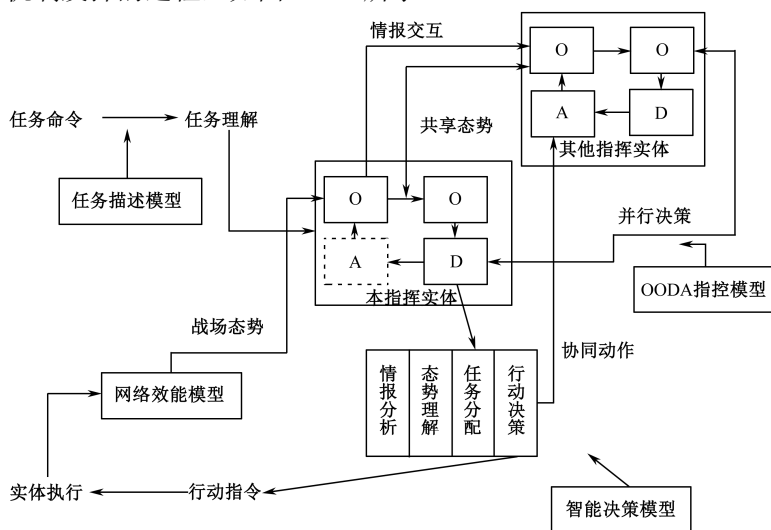 情报交互
O
O
A
D
其他指挥实体
任务命令
任务理解
共享态势
任务描述模型
O
O
A
D
本指挥实体
并行决策
OODA指控模型
战场态势
协同动作
网络效能模型
情报分析
态势理解
任务分配
行动决策
实体执行
行动指令
智能决策模型